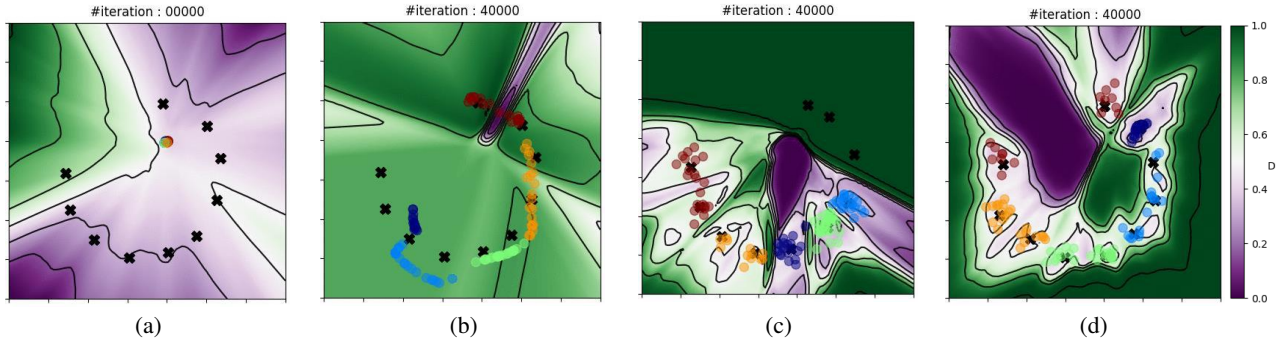 #iteration : 00000
#iteration : 40000
#iteration : 40000
#iteration : 40000
1.0
0.8
0.6
D
0.4
0.2
0.0
(a)
(b)
(c)
(d)